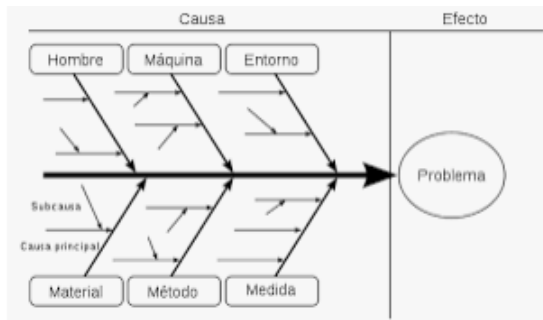 Causa Efecto
Hombre Máquina Entorno
Problema
Subcausa
Causa principal
Material Método Medida